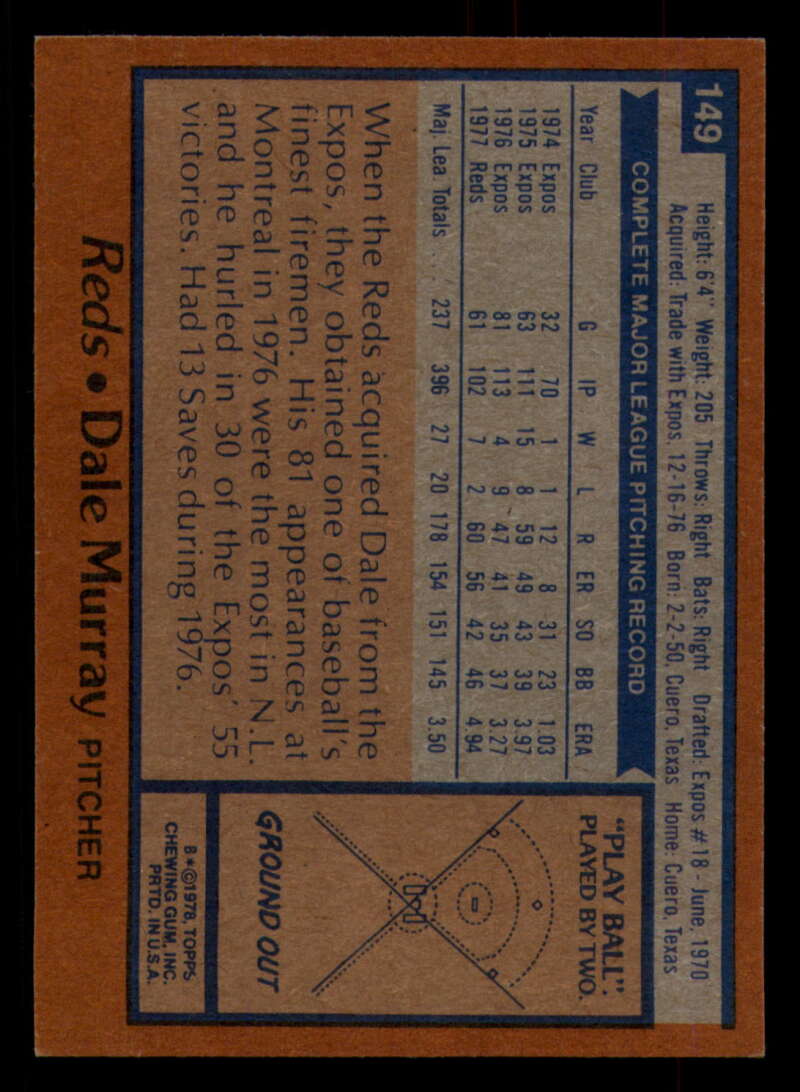 149
Height: 6'4" Weight: 205 Throws: Right Bats: Right Drafted: Expos #18 - June, 1970
Acquired: Trade with Expos, 12-16-76 Born: 2-2-50, Cuero, Texas Home: Cuero, Texas
COMPLETE MAJOR LEAGUE PITCHING RECORD
Year Club G IP W L R ER SO BB ERA
1974 Expos 32 70 1 1 12 8 31 23 1.03
1975 Expos 63 111 15 8 59 49 43 39 3.97
1976 Expos 81 113 4 9 47 41 35 37 3.27
1977 Reds 61 102 7 2 60 56 42 46 4.94
Maj. Lea Totals . . . 237 396 27 20 178 154 151 145 3.50
When the Reds acquired Dale from the
Expos, they obtained one of baseball's
finest firemen. His 81 appearances at
Montreal in 1976 were the most in N.L.
and he hurled in 30 of the Expos' 55
victories. Had 13 Saves during 1976.
"PLAY BALL":
PLAYED BY TWO.
GROUND OUT
B*©1978, TOPPS
CHEWING GUM, INC.
PRTD. IN U.S.A.
Reds • Dale Murray PITCHER